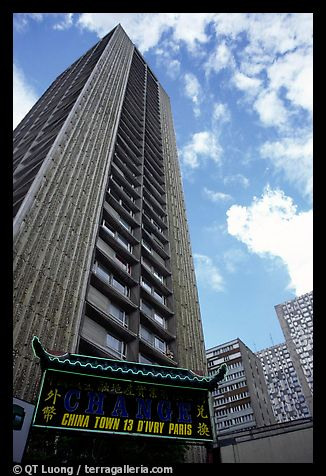 外幣
CHANGE
CHINA TOWN 13 D'IVRY PARIS
兌換
©QT Luong / terragalleria.com